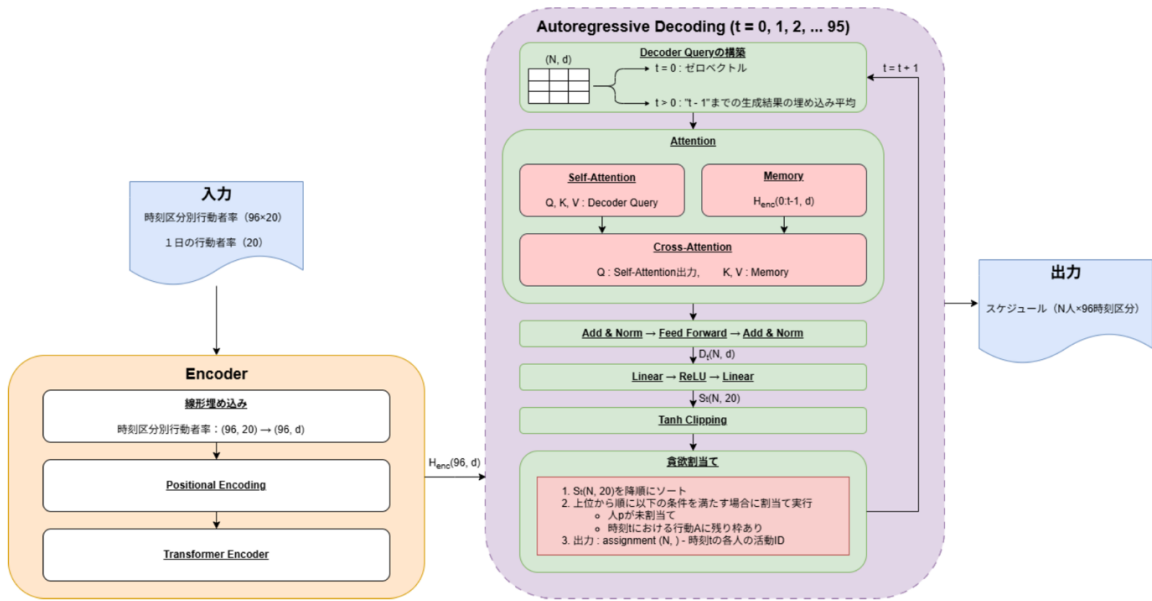 入力
時刻区分別行動者率（96×20）
１日の行動者率（20）
Encoder
線形埋め込み
時刻区分別行動者率：(96, 20) → (96, d)
Positional Encoding
Transformer Encoder
Henc(96, d)
Autoregressive Decoding (t = 0, 1, 2, ... 95)
Decoder Queryの構築
(N, d)
t = 0 : ゼロベクトル
t > 0 : "t - 1"までの生成結果の埋め込み平均
t = t + 1
Attention
Self-Attention
Q, K, V : Decoder Query
Memory
Henc(0:t-1, d)
Cross-Attention
Q : Self-Attention出力, K, V : Memory
Add & Norm → Feed Forward → Add & Norm
Dt(N, d)
Linear → ReLU → Linear
St(N, 20)
Tanh Clipping
貪欲割当て
1. St(N, 20)を降順にソート
2. 上位から順に以下の条件を満たす場合に割当て実行
人pが未割当て
時刻tにおける行動Aに残り枠あり
3. 出力 : assignment (N, ) - 時刻tの各人の活動ID
出力
スケジュール（N人×96時刻区分）